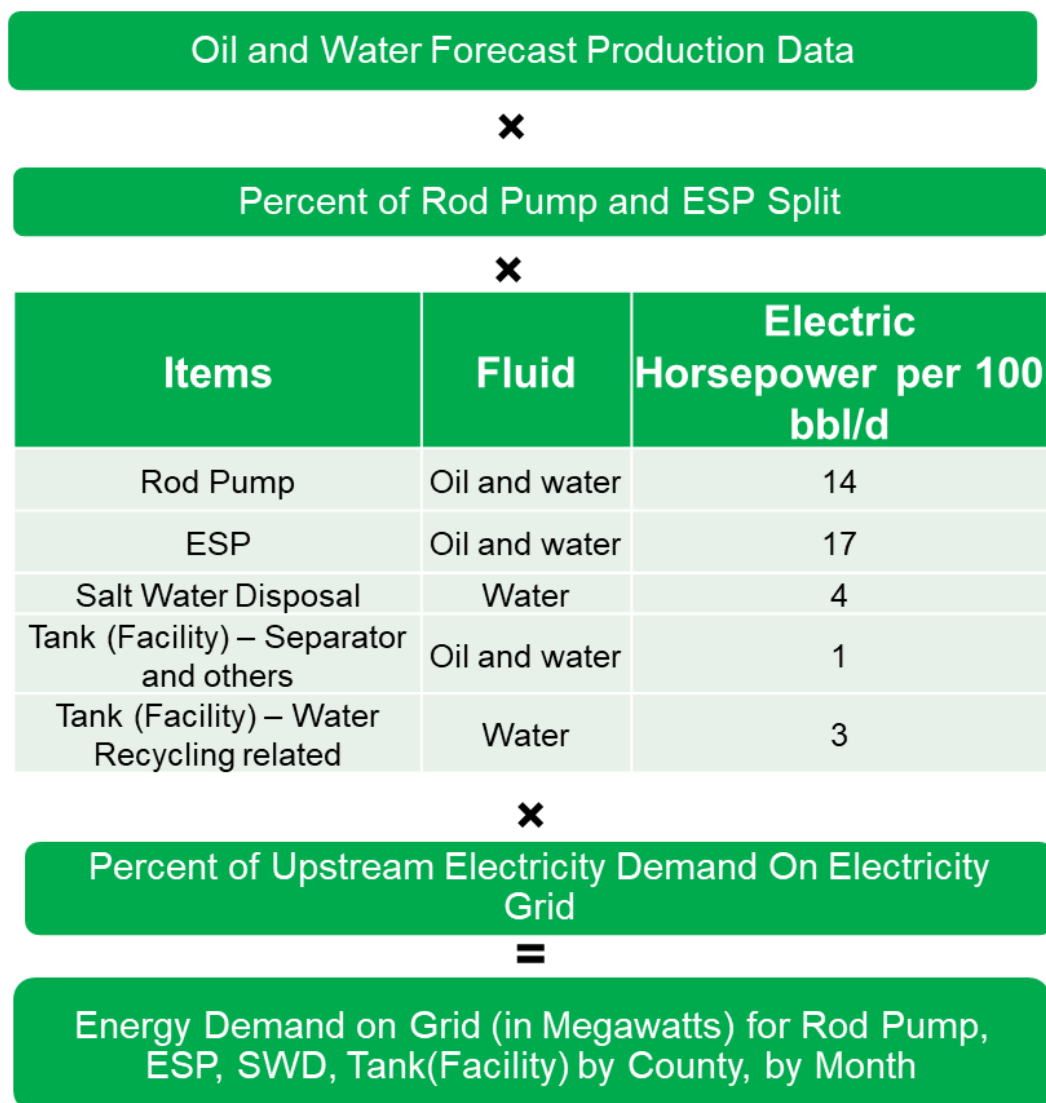 Oil and Water Forecast Production Data
×
Percent of Rod Pump and ESP Split
×
Items Fluid Electric Horsepower per 100 bbl/d
Rod Pump Oil and water 14
ESP Oil and water 17
Salt Water Disposal Water 4
Tank (Facility) – Separator and others Oil and water 1
Tank (Facility) – Water Recycling related Water 3
×
Percent of Upstream Electricity Demand On Electricity
Grid
=
Energy Demand on Grid (in Megawatts) for Rod Pump,
ESP, SWD, Tank(Facility) by County, by Month